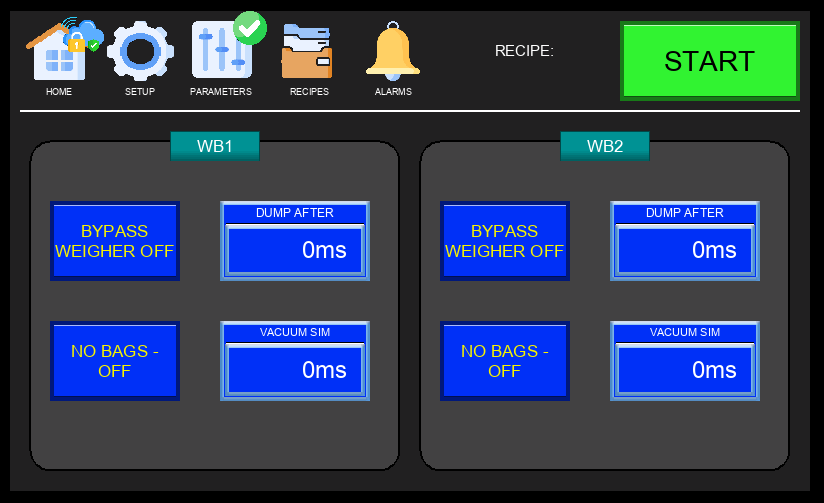 HOME
SETUP
PARAMETERS
RECIPES
ALARMS
RECIPE:
START
WB1
BYPASS
WEIGHER OFF
DUMP AFTER
0ms
NO BAGS -
OFF
VACUUM SIM
0ms
WB2
BYPASS
WEIGHER OFF
DUMP AFTER
0ms
NO BAGS -
OFF
VACUUM SIM
0ms